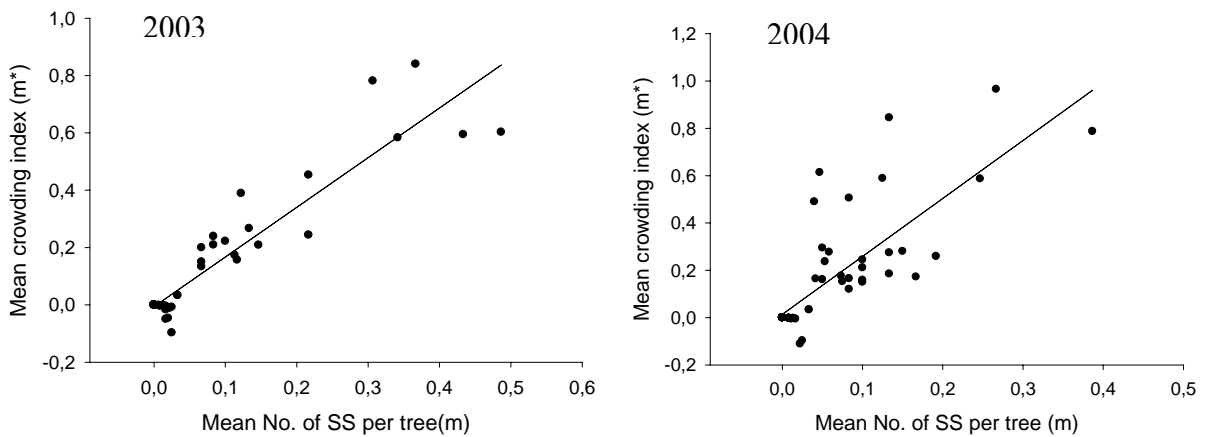 2003
Mean crowding index (m*)
1,0
0,8
0,6
0,4
0,2
0,0
-0,2
0,0 0,1 0,2 0,3 0,4 0,5 0,6
Mean No. of SS per tree(m)
2004
Mean crowding index (m*)
1,2
1,0
0,8
0,6
0,4
0,2
0,0
-0,2
0,0 0,1 0,2 0,3 0,4 0,5
Mean No. of SS per tree (m)